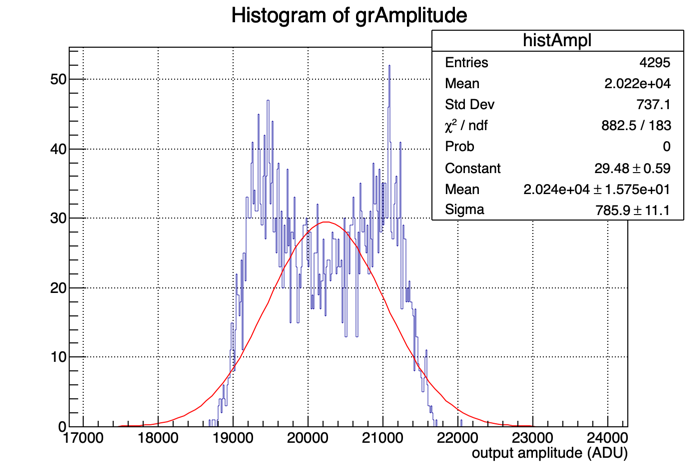 Histogram of grAmplitude
histAmpl
Entries 4295
Mean 2.022e+04
Std Dev 737.1
χ² / ndf 882.5 / 183
Prob 0
Constant 29.48 ± 0.59
Mean 2.024e+04 ± 1.575e+01
Sigma 785.9 ± 11.1
50
40
30
20
10
0
17000 18000 19000 20000 21000 22000 23000 24000
output amplitude (ADU)